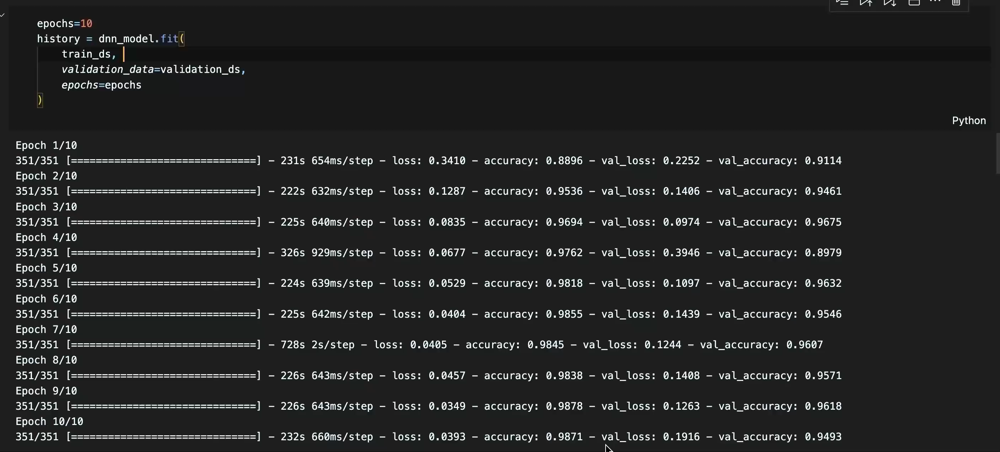 epochs=10
history = dnn_model.fit(
train_ds,
validation_data=validation_ds,
epochs=epochs
)
Python
Epoch 1/10
351/351 [==============================] - 231s 654ms/step - loss: 0.3410 - accuracy: 0.8896 - val_loss: 0.2252 - val_accuracy: 0.9114
Epoch 2/10
351/351 [==============================] - 222s 632ms/step - loss: 0.1287 - accuracy: 0.9536 - val_loss: 0.1406 - val_accuracy: 0.9461
Epoch 3/10
351/351 [==============================] - 225s 640ms/step - loss: 0.0835 - accuracy: 0.9694 - val_loss: 0.0974 - val_accuracy: 0.9675
Epoch 4/10
351/351 [==============================] - 326s 929ms/step - loss: 0.0677 - accuracy: 0.9762 - val_loss: 0.3946 - val_accuracy: 0.8979
Epoch 5/10
351/351 [==============================] - 224s 639ms/step - loss: 0.0529 - accuracy: 0.9818 - val_loss: 0.1097 - val_accuracy: 0.9632
Epoch 6/10
351/351 [==============================] - 225s 642ms/step - loss: 0.0404 - accuracy: 0.9855 - val_loss: 0.1439 - val_accuracy: 0.9546
Epoch 7/10
351/351 [==============================] - 728s 2s/step - loss: 0.0405 - accuracy: 0.9845 - val_loss: 0.1244 - val_accuracy: 0.9607
Epoch 8/10
351/351 [==============================] - 226s 643ms/step - loss: 0.0457 - accuracy: 0.9838 - val_loss: 0.1408 - val_accuracy: 0.9571
Epoch 9/10
351/351 [==============================] - 226s 643ms/step - loss: 0.0349 - accuracy: 0.9878 - val_loss: 0.1263 - val_accuracy: 0.9618
Epoch 10/10
351/351 [==============================] - 232s 660ms/step - loss: 0.0393 - accuracy: 0.9871 - val_loss: 0.1916 - val_accuracy: 0.9493